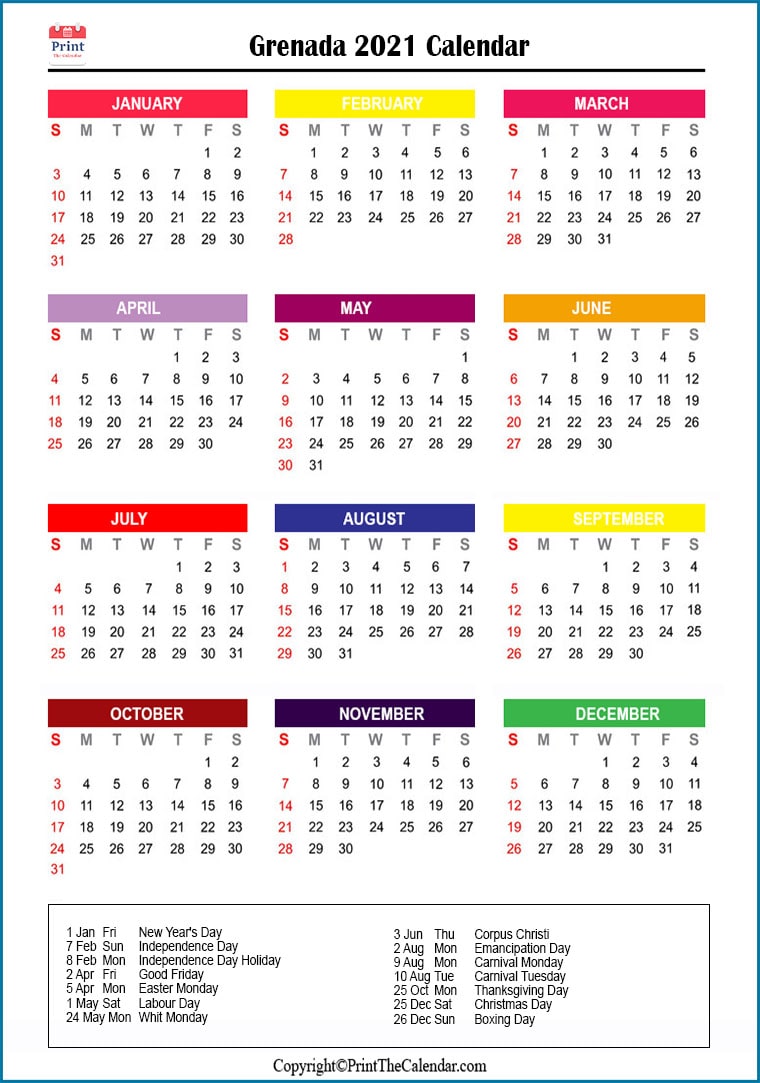 Print
The Calendar
Grenada 2021 Calendar
JANUARY
S M T W T F S
1 2
3 4 5 6 7 8 9
10 11 12 13 14 15 16
17 18 19 20 21 22 23
24 25 26 27 28 29 30
31
FEBRUARY
S M T W T F S
1 2 3 4 5 6
7 8 9 10 11 12 13
14 15 16 17 18 19 20
21 22 23 24 25 26 27
28
MARCH
S M T W T F S
1 2 3 4 5 6
7 8 9 10 11 12 13
14 15 16 17 18 19 20
21 22 23 24 25 26 27
28 29 30 31
APRIL
S M T W T F S
1 2 3
4 5 6 7 8 9 10
11 12 13 14 15 16 17
18 19 20 21 22 23 24
25 26 27 28 29 30
MAY
S M T W T F S
1
2 3 4 5 6 7 8
9 10 11 12 13 14 15
16 17 18 19 20 21 22
23 24 25 26 27 28 29
30 31
JUNE
S M T W T F S
1 2 3 4 5
6 7 8 9 10 11 12
13 14 15 16 17 18 19
20 21 22 23 24 25 26
27 28 29 30
JULY
S M T W T F S
1 2 3
4 5 6 7 8 9 10
11 12 13 14 15 16 17
18 19 20 21 22 23 24
25 26 27 28 29 30 31
AUGUST
S M T W T F S
1 2 3 4 5 6 7
8 9 10 11 12 13 14
15 16 17 18 19 20 21
22 23 24 25 26 27 28
29 30 31
SEPTEMBER
S M T W T F S
1 2 3 4
5 6 7 8 9 10 11
12 13 14 15 16 17 18
19 20 21 22 23 24 25
26 27 28 29 30
OCTOBER
S M T W T F S
1 2
3 4 5 6 7 8 9
10 11 12 13 14 15 16
17 18 19 20 21 22 23
24 25 26 27 28 29 30
31
NOVEMBER
S M T W T F S
1 2 3 4 5 6
7 8 9 10 11 12 13
14 15 16 17 18 19 20
21 22 23 24 25 26 27
28 29 30
DECEMBER
S M T W T F S
1 2 3 4
5 6 7 8 9 10 11
12 13 14 15 16 17 18
19 20 21 22 23 24 25
26 27 28 29 30 31
1 Jan Fri New Year's Day
7 Feb Sun Independence Day
8 Feb Mon Independence Day Holiday
2 Apr Fri Good Friday
5 Apr Mon Easter Monday
1 May Sat Labour Day
24 May Mon Whit Monday
3 Jun Thu Corpus Christi
2 Aug Mon Emancipation Day
9 Aug Mon Carnival Monday
10 Aug Tue Carnival Tuesday
25 Oct Mon Thanksgiving Day
25 Dec Sat Christmas Day
26 Dec Sun Boxing Day
Copyright©PrintTheCalendar.com